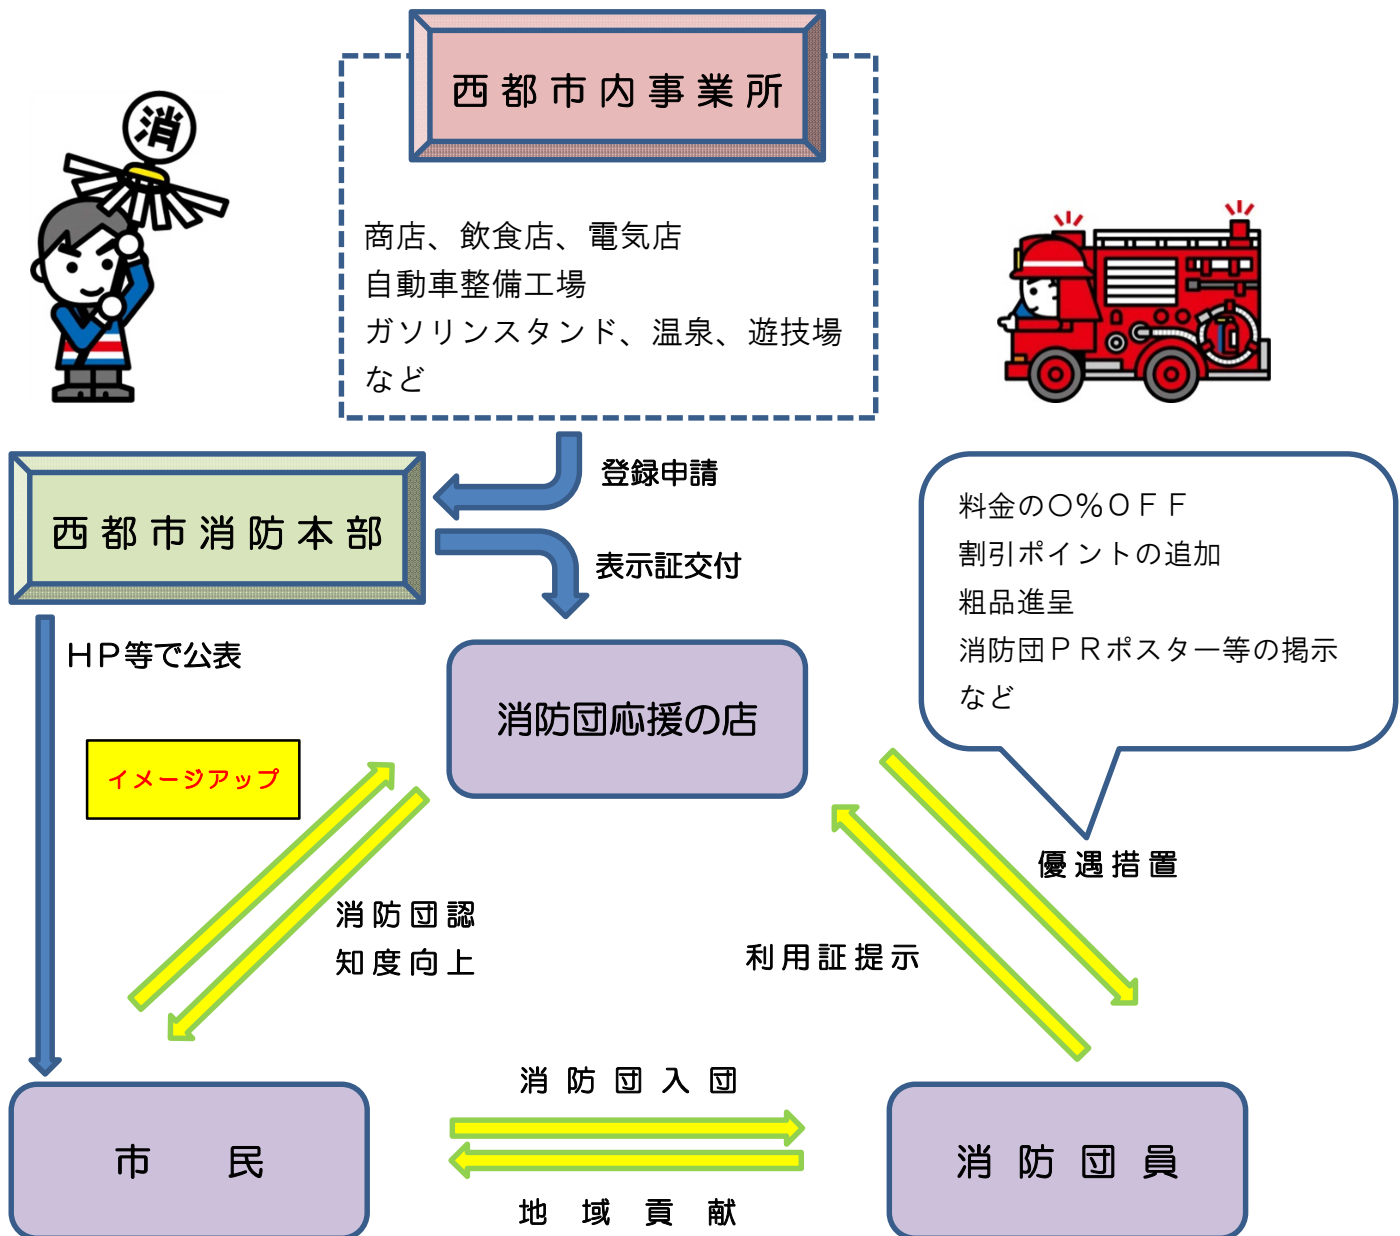 西都市内事業所
消
商店、飲食店、電気店
自動車整備工場
ガソリンスタンド、温泉、遊技場
など
登録申請
西都市消防本部
表示証交付
料金の〇%OFF
割引ポイントの追加
粗品進呈
消防団PRポスター等の掲示
など
HP等で公表
消防団応援の店
イメージアップ
優遇措置
消防団認
知度向上
利用証提示
消防団入団
市民
消防団員
地域貢献